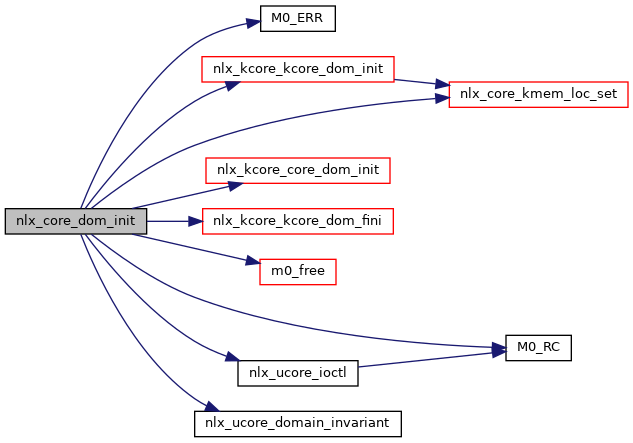 M0_ERR
nlx_kcore_kcore_dom_init
nlx_core_kmem_loc_set
nlx_kcore_core_dom_init
nlx_core_dom_init
nlx_kcore_kcore_dom_fini
m0_free
M0_RC
nlx_ucore_ioctl
nlx_ucore_domain_invariant